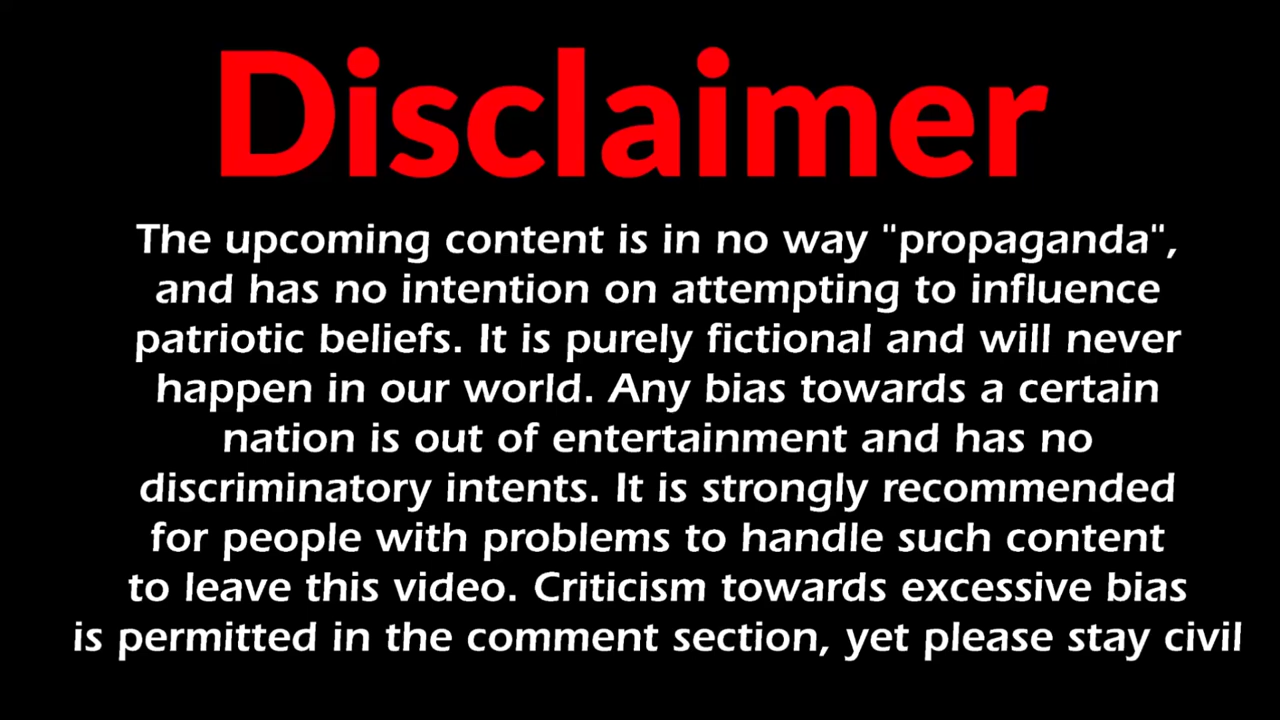 Disclaimer
The upcoming content is in no way "propaganda",
and has no intention on attempting to influence
patriotic beliefs. It is purely fictional and will never
happen in our world. Any bias towards a certain
nation is out of entertainment and has no
discriminatory intents. It is strongly recommended
for people with problems to handle such content
to leave this video. Criticism towards excessive bias
is permitted in the comment section, yet please stay civil